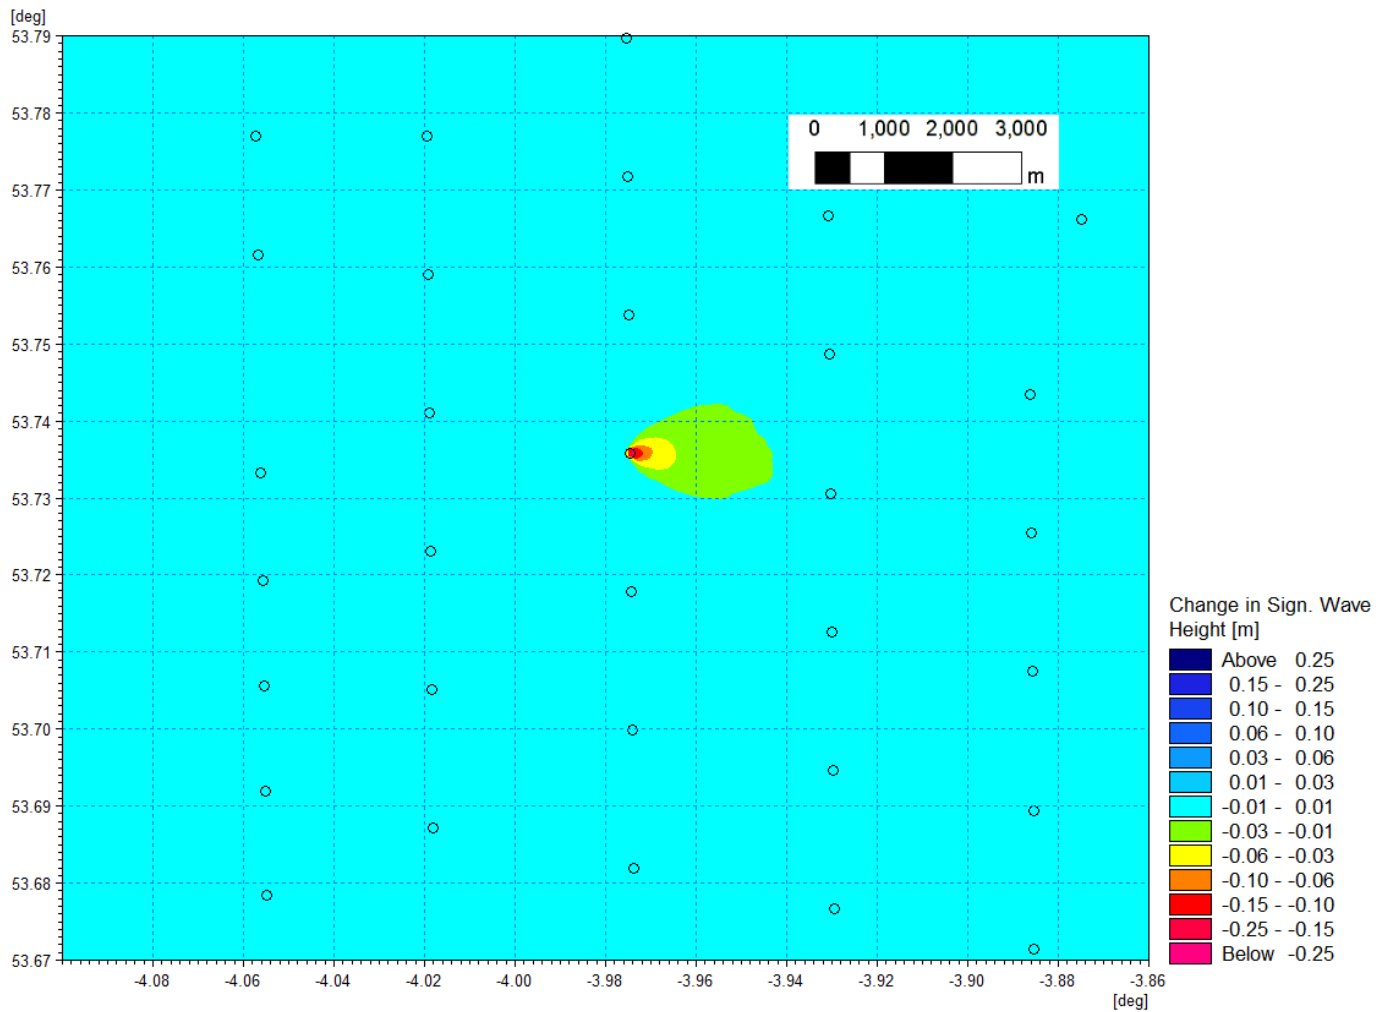 [deg]
53.79
53.78
53.77
53.76
53.75
53.74
53.73
53.72
53.71
53.70
53.69
53.68
53.67
0 1,000 2,000 3,000
m
-4.08 -4.06 -4.04 -4.02 -4.00 -3.98 -3.96 -3.94 -3.92 -3.90 -3.88 -3.86
[deg]
Change in Sign. Wave
Height [m]
Above 0.25
0.15 - 0.25
0.10 - 0.15
0.06 - 0.10
0.03 - 0.06
0.01 - 0.03
-0.01 - 0.01
-0.03 - -0.01
-0.06 - -0.03
-0.10 - -0.06
-0.15 - -0.10
-0.25 - -0.15
Below -0.25